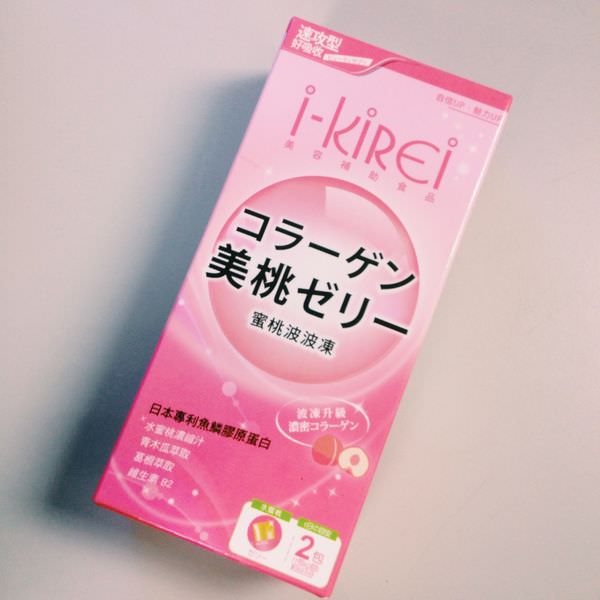 速攻型
好吸收
自信UP・魅力UP
i-KiREi
美容補助食品
コラーゲン
美桃ゼリー
蜜桃波波凍
波凍升級
濃密コラーゲン
日本專利魚鱗膠原蛋白
水蜜桃濃縮汁
青木瓜萃取
葛根萃取
維生素 B2
ゼリー
2包